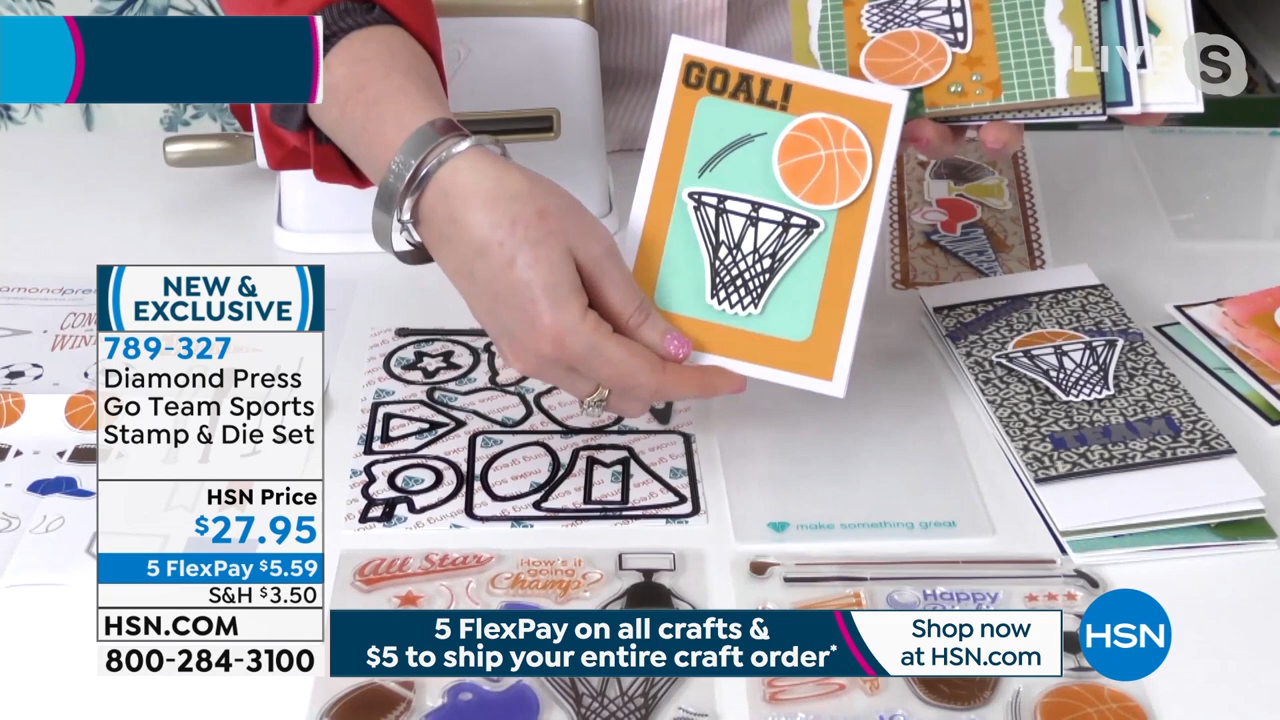 GOAL!
LIVE
S
NEW &
EXCLUSIVE
789-327
Diamond Press
Go Team Sports
Stamp & Die Set
HSN Price
$27.95
5 FlexPay $5.59
S&H $3.50
HSN.COM
800-284-3100
TEAM
make something great
All Star
How's it
going
Champ?
Happy
5 FlexPay on all crafts &
$5 to ship your entire craft order*
Shop now
at HSN.com
HSN